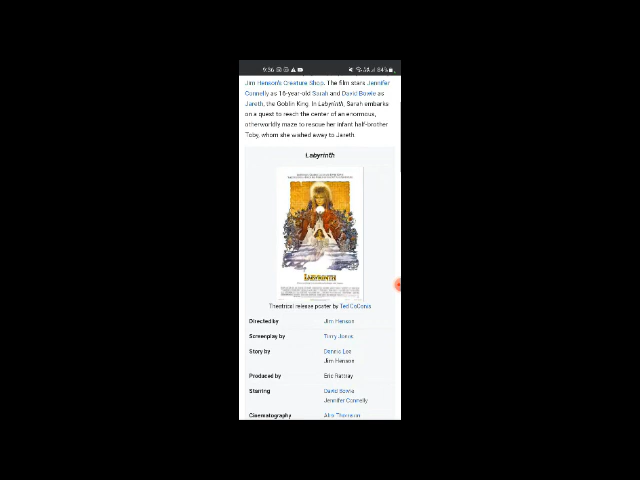 9:36
84%
Jim Henson's Creature Shop. The film stars Jennifer
Connelly as 16-year-old Sarah and David Bowie as
Jareth, the Goblin King. In Labyrinth, Sarah embarks
on a quest to reach the center of an enormous,
otherworldly maze to rescue her infant half-brother
Toby, whom she wished away to Jareth.
Labyrinth
LABYRINTH
Theatrical release poster by Ted CoConis
Directed by Jim Henson
Screenplay by Terry Jones
Story by Dennis Lee
Jim Henson
Produced by Eric Rattray
Starring David Bowie
Jennifer Connelly
Cinematography Alex Thomson